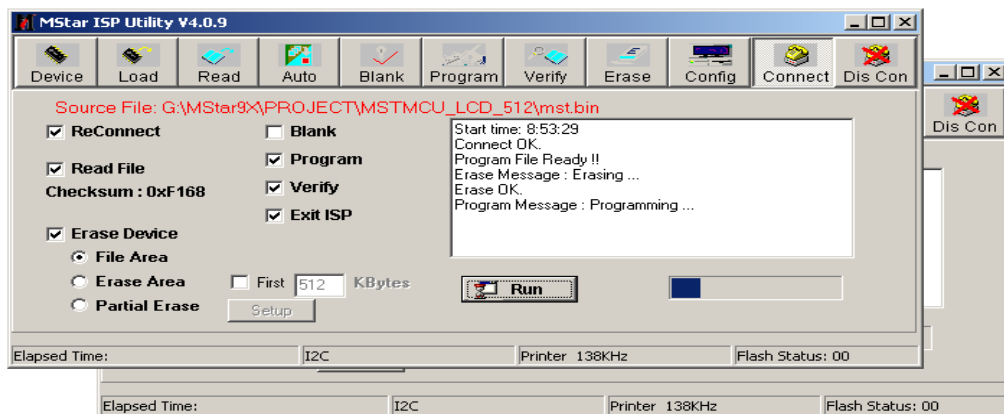 MStar ISP Utility V4.0.9
Device Load Read Auto Blank Program Verify Erase Config Connect Dis Con
Dis Con
Source File: G:\MStar9X\PROJECT\MSTMCU_LCD_512\mst.bin
ReConnect
Read File
Checksum : 0xF168
Erase Device
File Area
Erase Area
Partial Erase
Blank
Program
Verify
Exit ISP
First 512 KBytes
Setup
Start time: 8:53:29
Connect OK.
Program File Ready !!
Erase Message : Erasing ...
Erase OK.
Program Message : Programming ...
Run
Elapsed Time: I2C Printer 138KHz Flash Status: 00
Elapsed Time: I2C Printer 138KHz Flash Status: 00